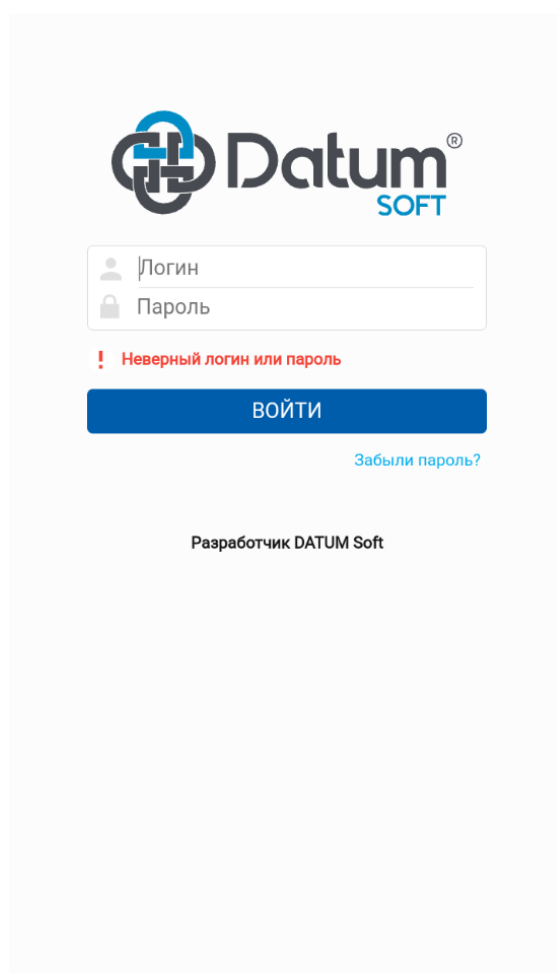 Datum®
SOFT
Логин
Пароль
! Неверный логин или пароль
ВОЙТИ
Забыли пароль?
Разработчик DATUM Soft